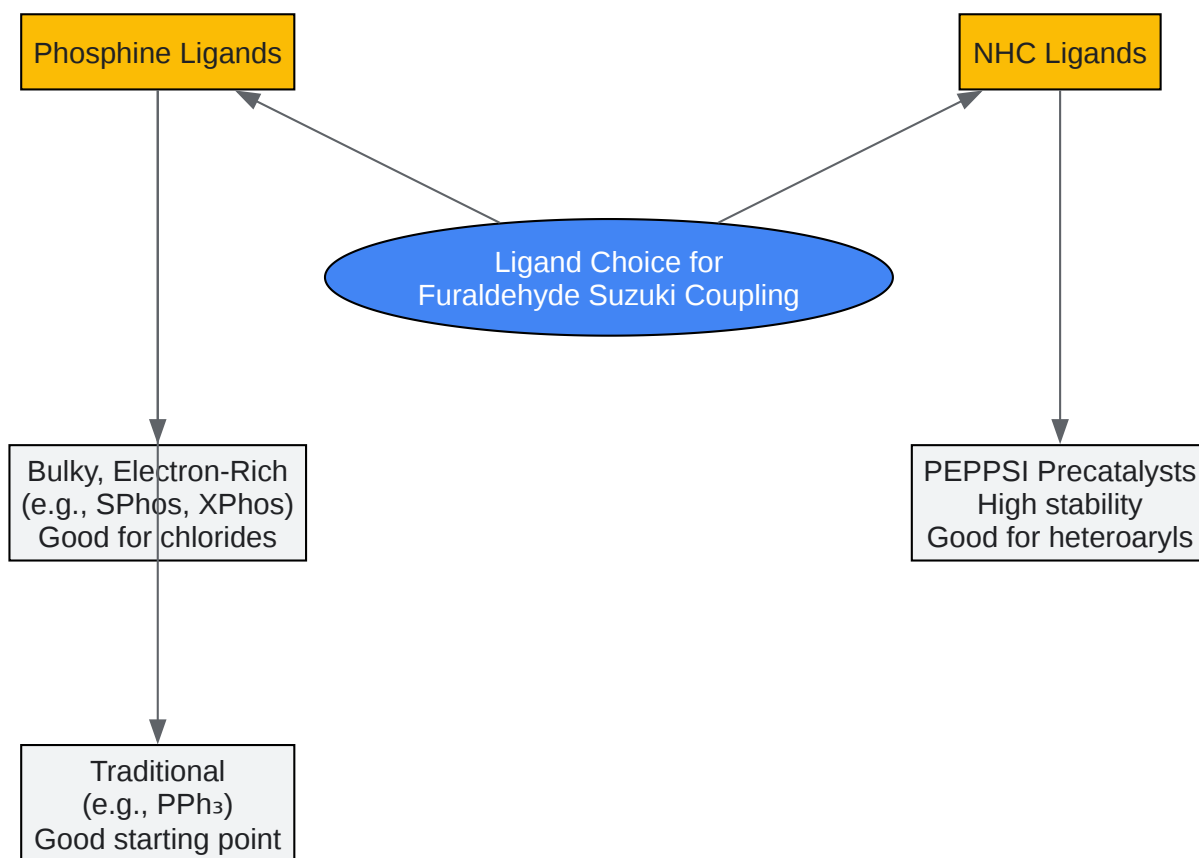 Phosphine Ligands
NHC Ligands
Ligand Choice for
Furaldehyde Suzuki Coupling
Bulky, Electron-Rich
(e.g., SPhos, XPhos)
Good for chlorides
PEPPSI Precatalysts
High stability
Good for heteroaryls
Traditional
(e.g., PPh₃)
Good starting point